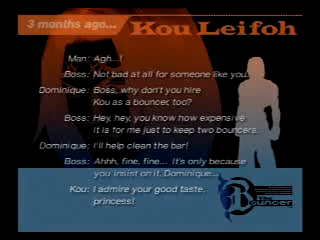 3 months ago...
Kou Leifoh
Man: Agh...!
Boss: Not bad at all for someone like you.
Dominique: Boss, why don't you hire
Kou as a bouncer, too?
Boss: Hey, hey, you know how expensive
it is for me just to keep two bouncers.
Dominique: I'll help clean the bar!
Boss: Ahhh, fine, fine... It's only because
you insist on it, Dominique...
Kou: I admire your good taste,
princess!
The
Bouncer